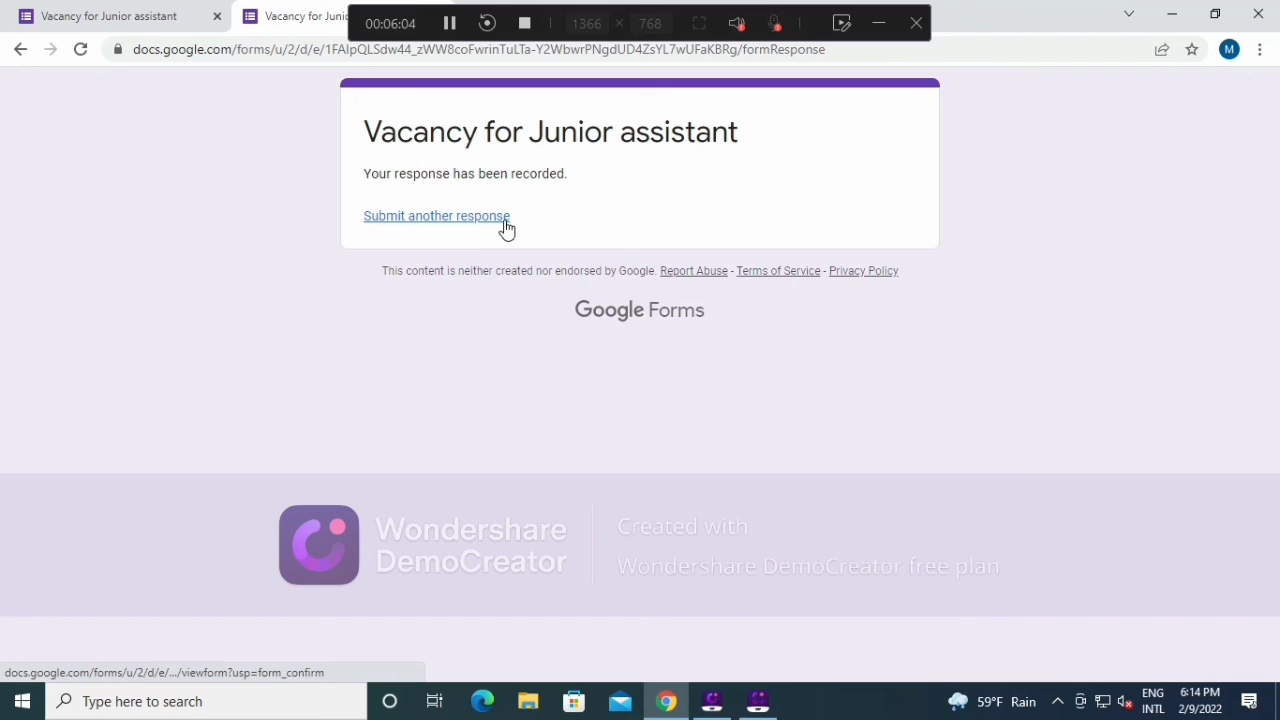 Vacancy for Junior assistant
Vacancy for Junio
00:06:04
1366 × 768
docs.google.com/forms/u/2/d/e/1FAIpQLSdw44_zWW8coFwrinTuLTa-Y2WbwrPNgdUD4ZsYL7wUFaKBRg/formResponse
M
Vacancy for Junior assistant
Your response has been recorded.
Submit another response
This content is neither created nor endorsed by Google. Report Abuse - Terms of Service - Privacy Policy
Google Forms
Wondershare
DemoCreator
Created with
Wondershare DemoCreator free plan
docs.google.com/forms/u/2/d/e/.../viewform?usp=form_confirm
Type here to search
59°F Rain
ENG
INTL
6:14 PM
2/9/2022